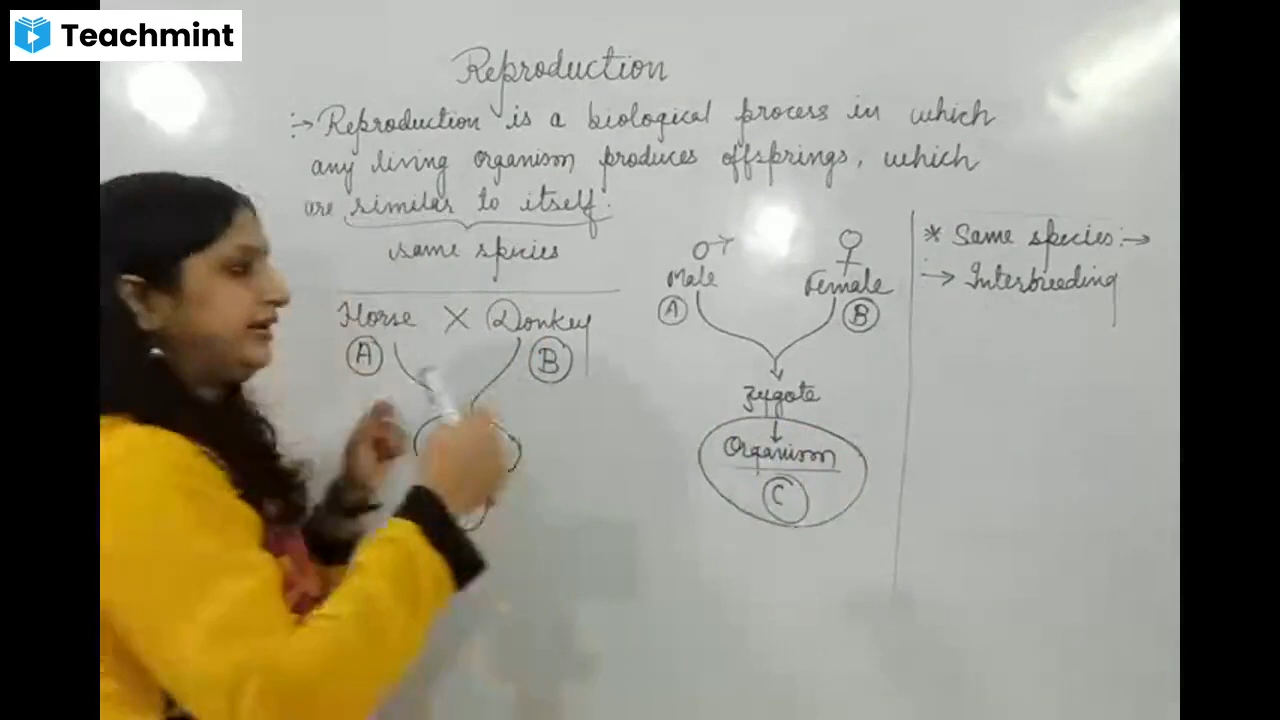 Teachmint
Reproduction
:→ Reproduction is a biological process in which
any living organism produces offsprings, which
are similar to itself.
same species
Horse X Donkey
A B
♂ ♀
Male Female
A B
Zygote
Organism
C
* Same species :→
:→ Interbreeding